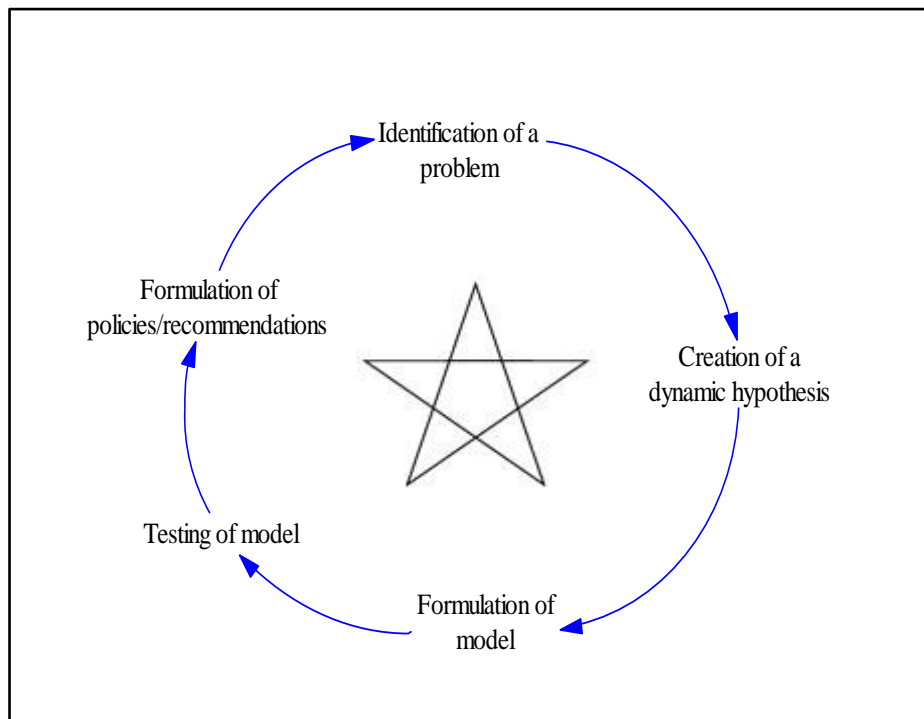 Identification of a
problem
Creation of a
dynamic hypothesis
Formulation of
model
Testing of model
Formulation of
policies/recommendations